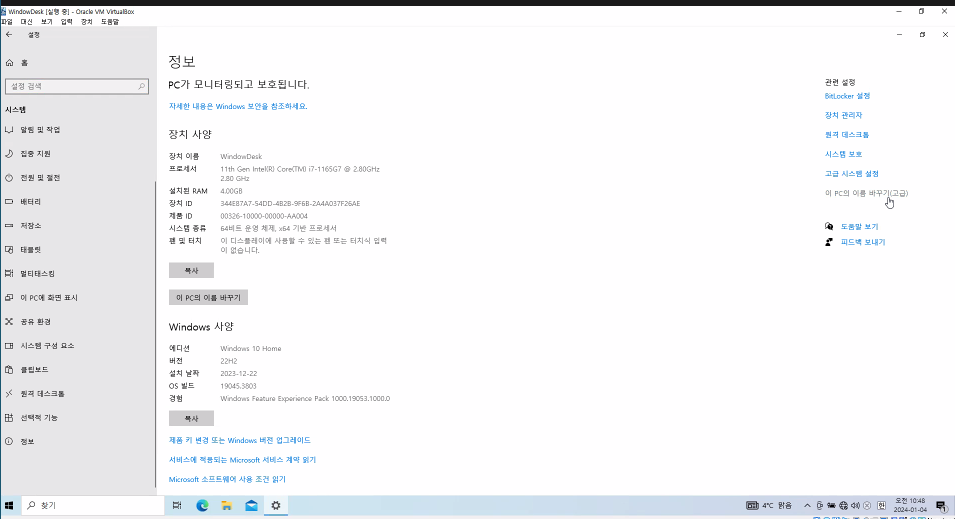 WindowDesk [실행 중] - Oracle VM VirtualBox
파일 머신 보기 입력 장치 도움말
설정
홈
설정 검색
시스템
알림 및 작업
집중 지원
전원 및 절전
배터리
저장소
태블릿
멀티태스킹
이 PC에 화면 표시
공유 환경
시스템 구성 요소
클립보드
원격 데스크톱
선택적 기능
정보
정보
PC가 모니터링되고 보호됩니다.
자세한 내용은 Windows 보안을 참조하세요.
장치 사양
장치 이름 WindowDesk
프로세서 11th Gen Intel(R) Core(TM) i7-1165G7 @ 2.80GHz
2.80 GHz
설치된 RAM 4.00GB
장치 ID 344E87A7-54DD-4B2B-9F6B-2A4A037F26AE
제품 ID 00326-10000-00000-AA004
시스템 종류 64비트 운영 체제, x64 기반 프로세서
펜 및 터치 이 디스플레이에 사용할 수 있는 펜 또는 터치식 입력
이 없습니다.
복사
이 PC의 이름 바꾸기
Windows 사양
에디션 Windows 10 Home
버전 22H2
설치 날짜 2023-12-22
OS 빌드 19045.3803
경험 Windows Feature Experience Pack 1000.19053.1000.0
복사
제품 키 변경 또는 Windows 버전 업그레이드
서비스에 적용되는 Microsoft 서비스 계약 읽기
Microsoft 소프트웨어 사용 조건 읽기
관련 설정
BitLocker 설정
장치 관리자
원격 데스크톱
시스템 보호
고급 시스템 설정
이 PC의 이름 바꾸기(고급)
도움말 보기
피드백 보내기
찾기
4°C 맑음
오전 10:48
2024-01-04